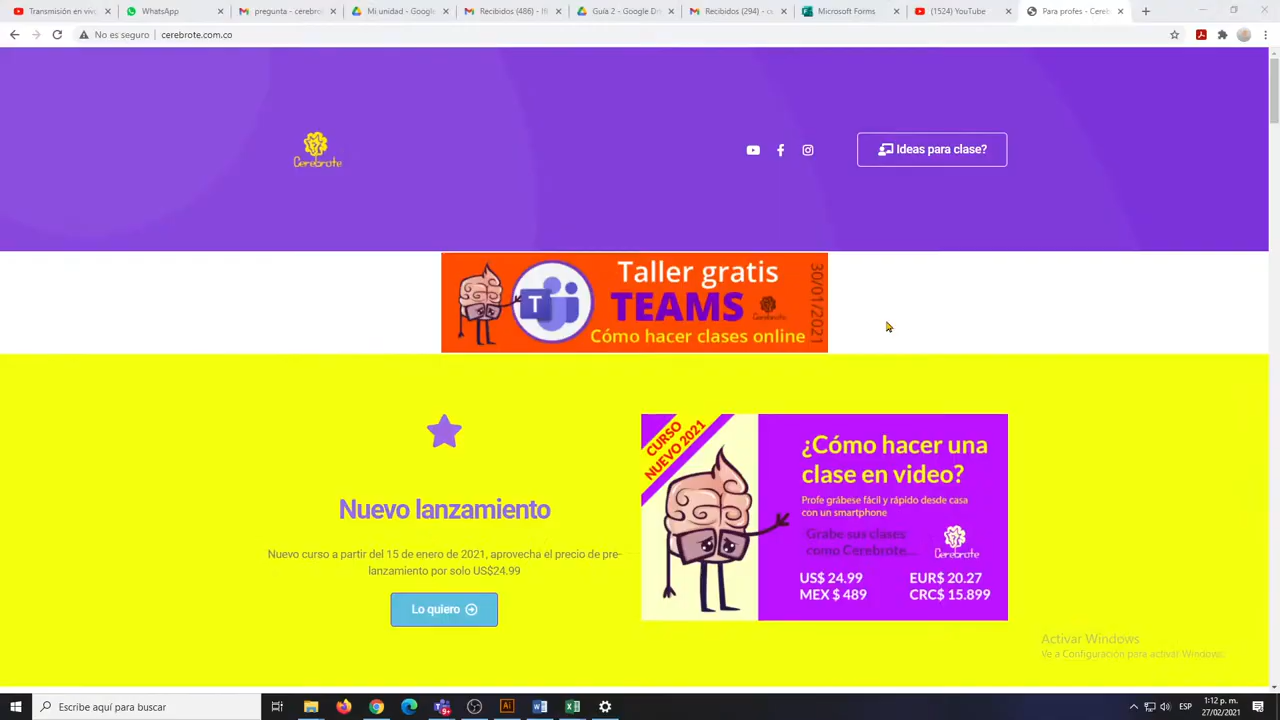 Transmisión en viv
WhatsApp
pregunta - cerebrot
Mi unidad - Google
Recibidos (486) - l1
Guía 2 - Google Do
Recibidos (294) - c
Microsoft Forms
(1524) YouTube
Para profes - Cereb
No es seguro | cerebrote.com.co
Cerebrote
Ideas para clase?
Taller gratis
TEAMS
Cerebrote
Cómo hacer clases online
30/01/2021
CURSO
NUEVO 2021
¿Cómo hacer una
clase en video?
Profe grábese fácil y rápido desde casa
con un smartphone
Grabe sus clases
como Cerebrote...
Cerebrote
US$ 24.99
EUR$ 20.27
MEX $ 489
CRC$ 15.899
Nuevo lanzamiento
Nuevo curso a partir del 15 de enero de 2021, aprovecha el precio de pre-
lanzamiento por solo US$24.99
Lo quiero
Activar Windows
Ve a Configuración para activar Windows.
Escribe aquí para buscar
ESP
1:12 p. m.
27/02/2021